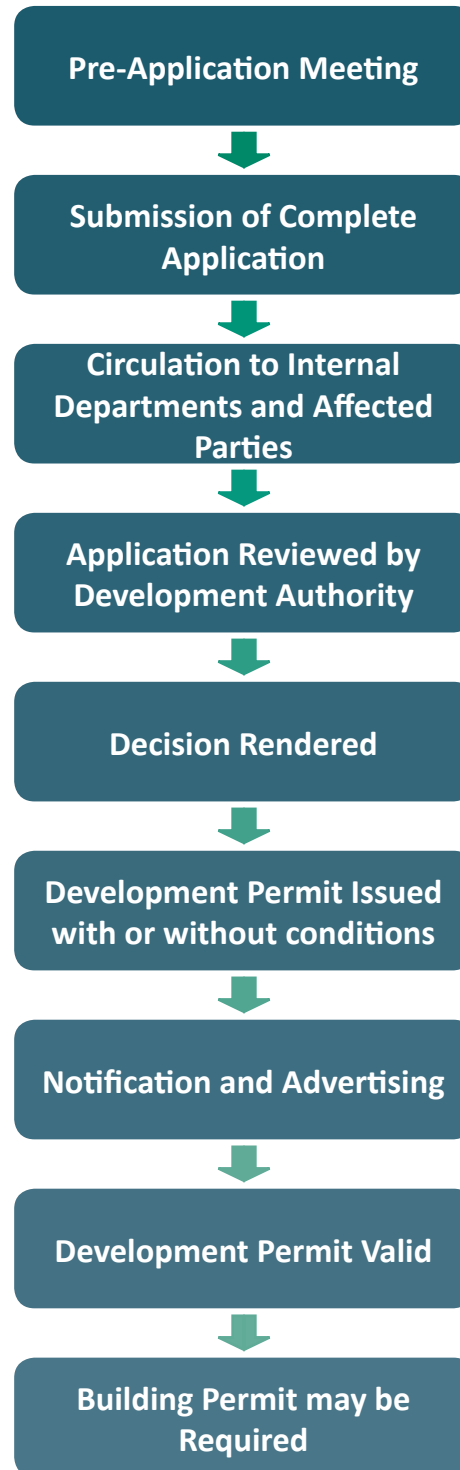 Pre-Application Meeting
Submission of Complete
Application
Circulation to Internal
Departments and Affected
Parties
Application Reviewed by
Development Authority
Decision Rendered
Development Permit Issued
with or without conditions
Notification and Advertising
Development Permit Valid
Building Permit may be
Required